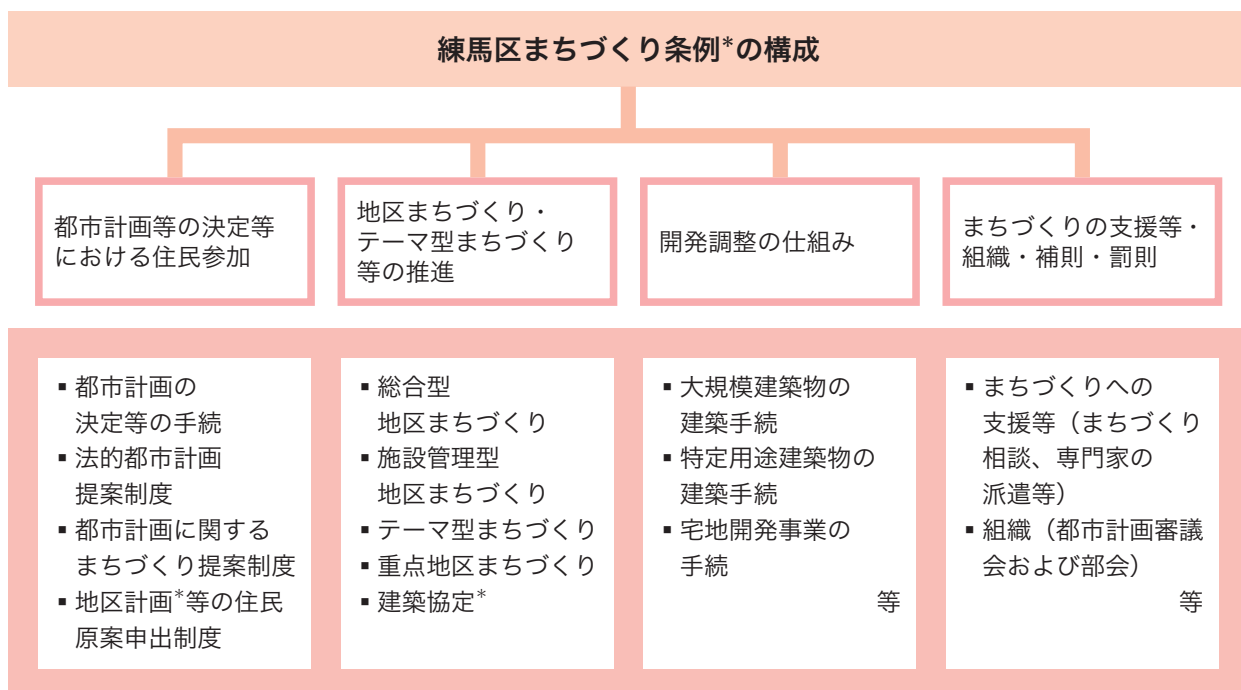 練馬区まちづくり条例*の構成
都市計画等の決定等
における住民参加
地区まちづくり・
テーマ型まちづくり
等の推進
開発調整の仕組み
まちづくりの支援等・
組織・補則・罰則
▪ 都市計画の
決定等の手続
▪ 法的都市計画
提案制度
▪ 都市計画に関する
まちづくり提案制度
▪ 地区計画*等の住民
原案申出制度
▪ 総合型
地区まちづくり
▪ 施設管理型
地区まちづくり
▪ テーマ型まちづくり
▪ 重点地区まちづくり
▪ 建築協定*
▪ 大規模建築物の
建築手続
▪ 特定用途建築物の
建築手続
▪ 宅地開発事業の
手続
等
▪ まちづくりへの
支援等（まちづくり
相談、専門家の
派遣等）
▪ 組織（都市計画審議
会および部会）
等